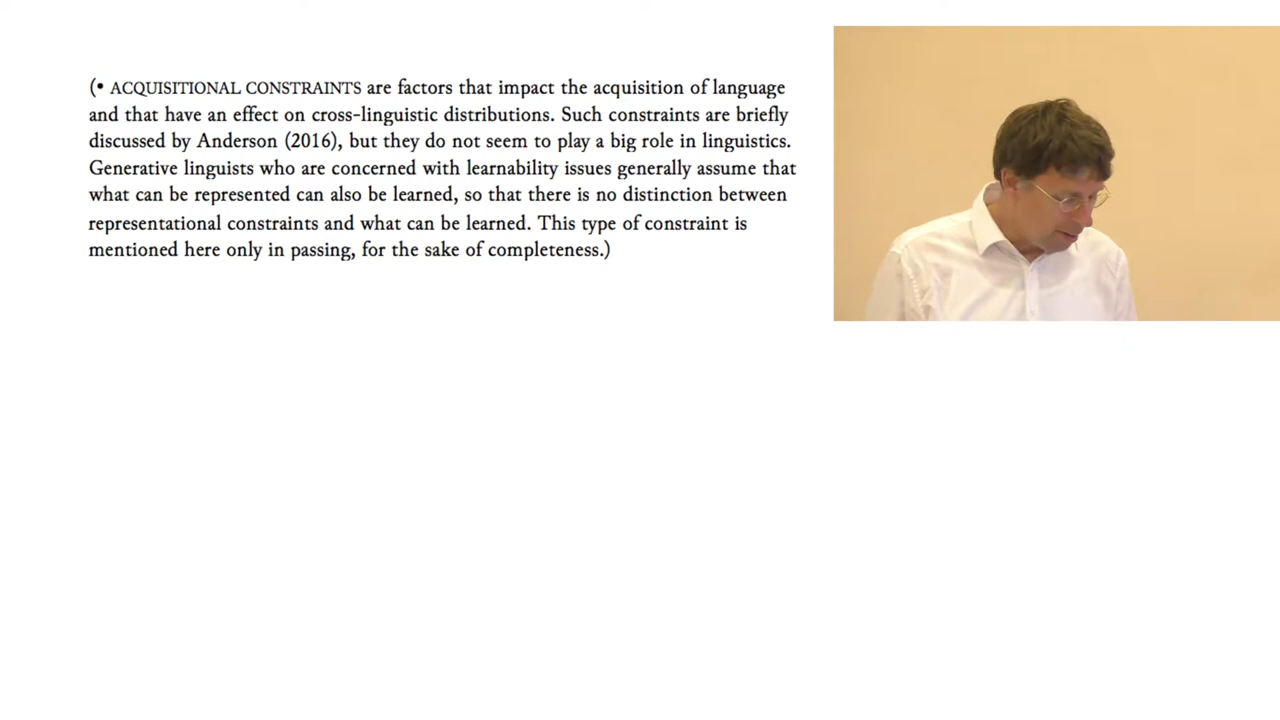 (• ACQUISITIONAL CONSTRAINTS are factors that impact the acquisition of language
and that have an effect on cross-linguistic distributions. Such constraints are briefly
discussed by Anderson (2016), but they do not seem to play a big role in linguistics.
Generative linguists who are concerned with learnability issues generally assume that
what can be represented can also be learned, so that there is no distinction between
representational constraints and what can be learned. This type of constraint is
mentioned here only in passing, for the sake of completeness.)